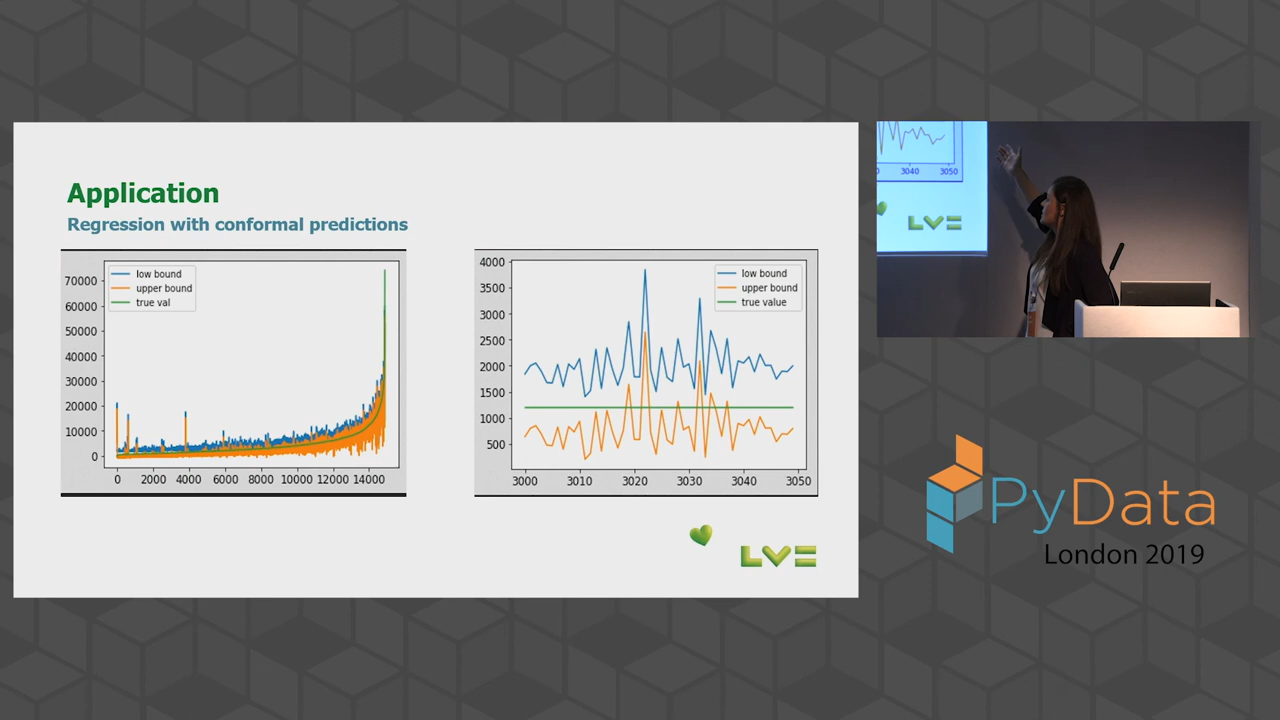 Application
Regression with conformal predictions
low bound
upper bound
true val
70000
60000
50000
40000
30000
20000
10000
0
0 2000 4000 6000 8000 10000 12000 14000
low bound
upper bound
true value
4000
3500
3000
2500
2000
1500
1000
500
3000 3010 3020 3030 3040 3050
LVE
3040 3050
LVE
PyData
London 2019